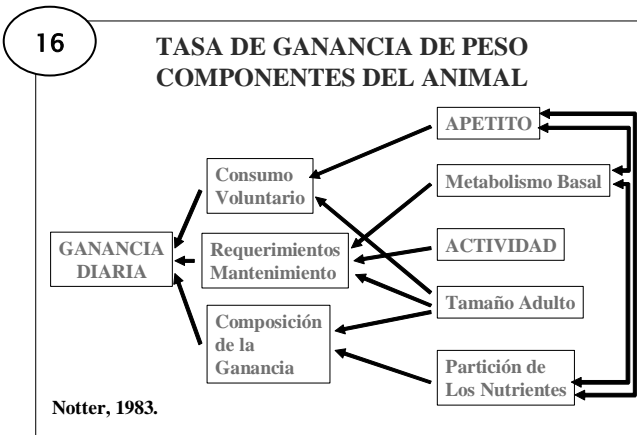 16
TASA DE GANANCIA DE PESO
COMPONENTES DEL ANIMAL
APETITO
Consumo
Voluntario
Metabolismo Basal
GANANCIA
DIARIA
Requerimientos
Mantenimiento
ACTIVIDAD
Tamaño Adulto
Composición
de la
Ganancia
Partición de
Los Nutrientes
Notter, 1983.